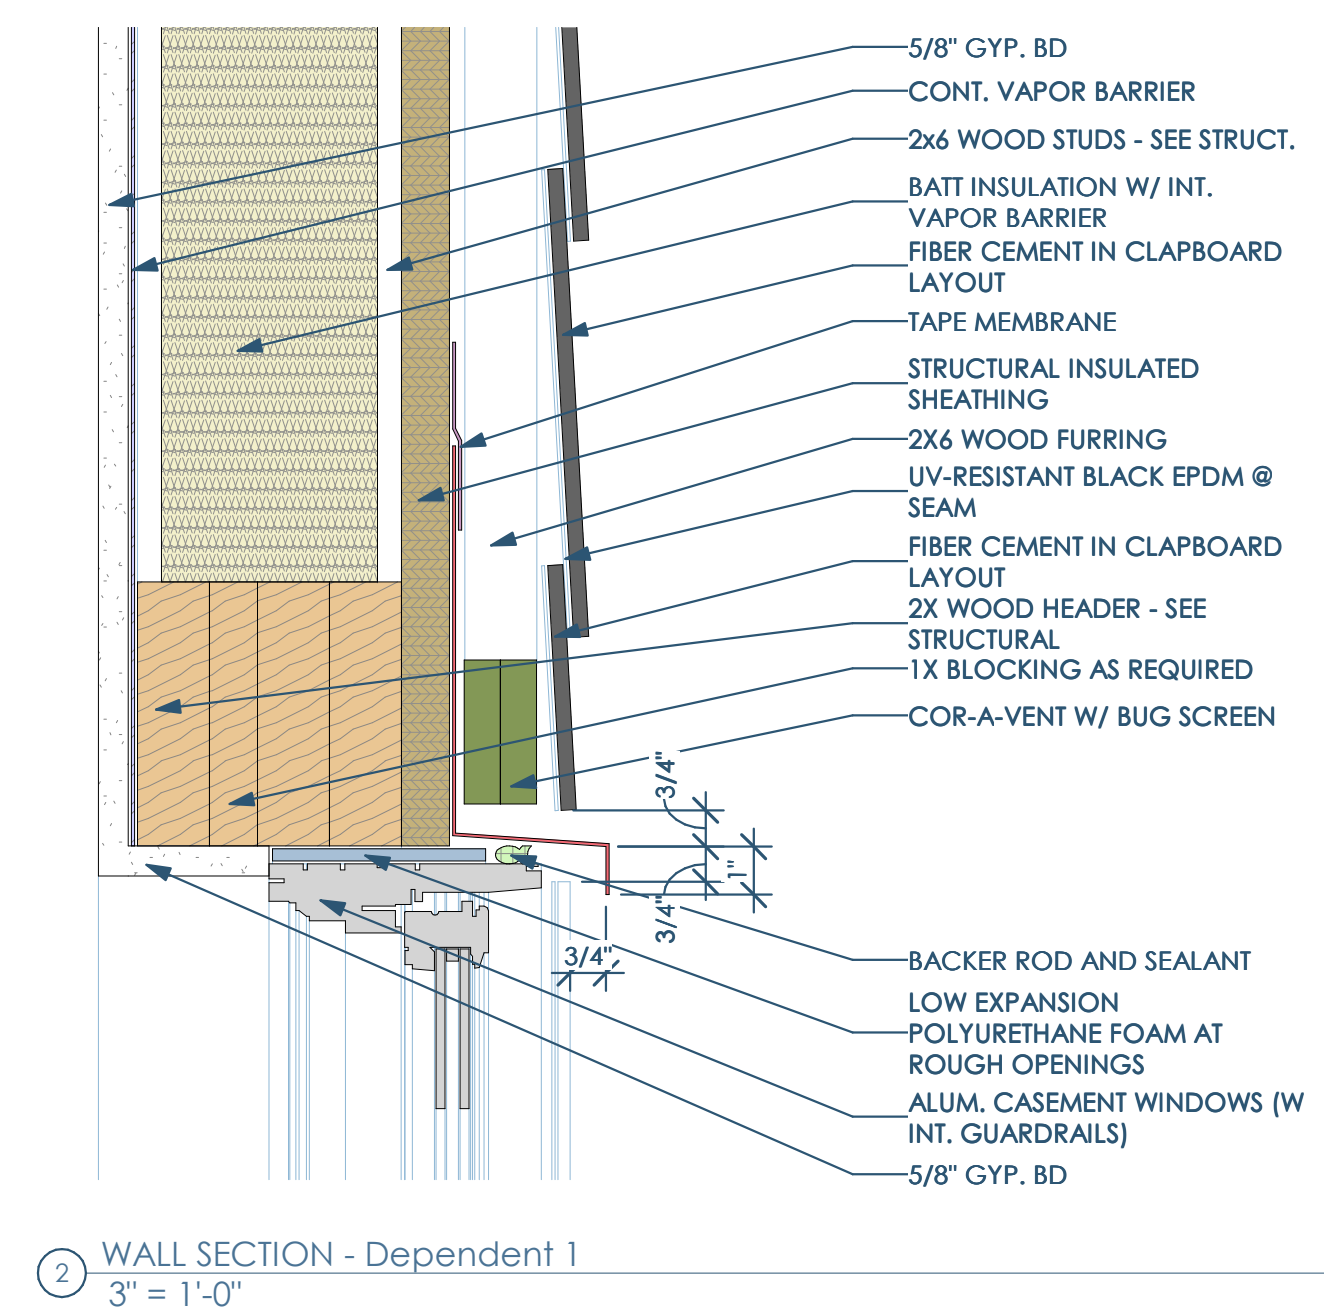 5/8" GYP. BD
CONT. VAPOR BARRIER
2x6 WOOD STUDS - SEE STRUCT.
BATT INSULATION W/ INT.
VAPOR BARRIER
FIBER CEMENT IN CLAPBOARD
LAYOUT
TAPE MEMBRANE
STRUCTURAL INSULATED
SHEATHING
2X6 WOOD FURRING
UV-RESISTANT BLACK EPDM @
SEAM
FIBER CEMENT IN CLAPBOARD
LAYOUT
2X WOOD HEADER - SEE
STRUCTURAL
1X BLOCKING AS REQUIRED
COR-A-VENT W/ BUG SCREEN
3/4"
1"
3/4"
3/4"
BACKER ROD AND SEALANT
LOW EXPANSION
POLYURETHANE FOAM AT
ROUGH OPENINGS
ALUM. CASEMENT WINDOWS (W
INT. GUARDRAILS)
5/8" GYP. BD
2
WALL SECTION - Dependent 1
3" = 1'-0"